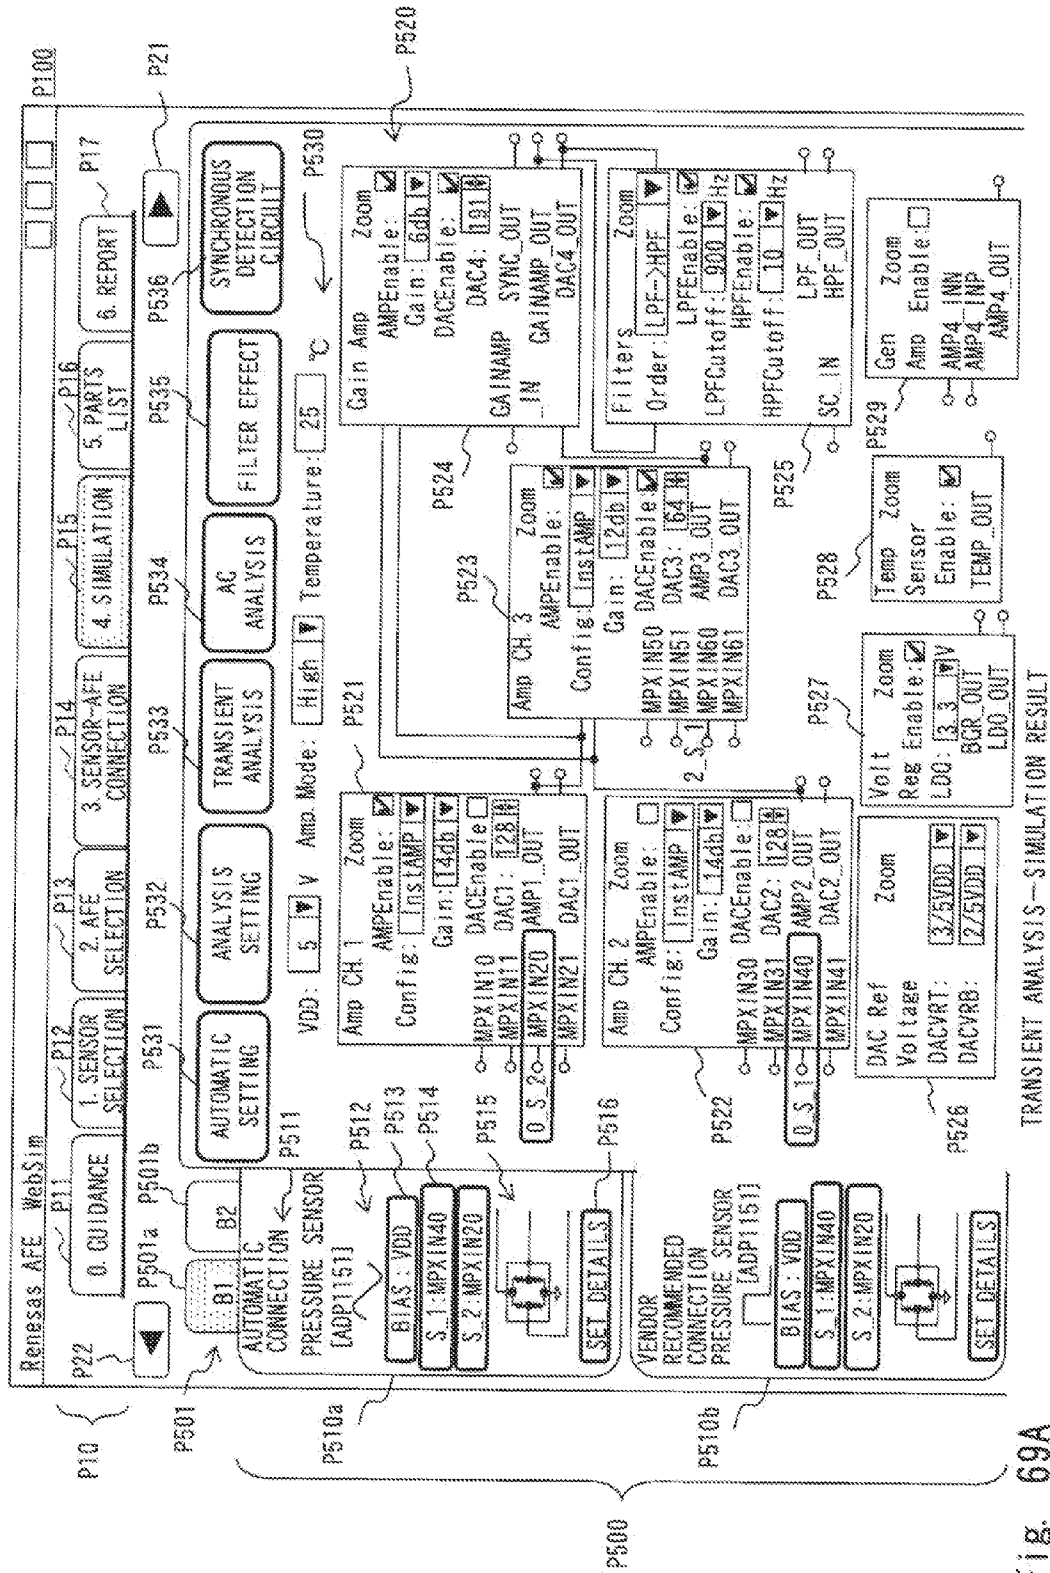 Renesas AFE WebSim
P100
P10
P11
P12
P13
P14
P15
P16
P17
0. GUIDANCE
1. SENSOR
SELECTION
2. AFE
SELECTION
3. SENSOR-AFE
CONNECTION
4. SIMULATION
5. PARTS
LIST
6. REPORT
P22
P21
P501
P501a
P501b
B1
B2
P531
P532
P533
P534
P535
P536
AUTOMATIC
SETTING
ANALYSIS
SETTING
TRANSIENT
ANALYSIS
AC
ANALYSIS
FILTER EFFECT
SYNCHRONOUS
DETECTION
CIRCUIT
P530
VDD: 5 V Amp.Mode: High Temperature: 25 ℃
P500
P510a
AUTOMATIC
CONNECTION
P511
PRESSURE SENSOR
[ADP1151]
P512
BIAS:VDD
P513
S_1:MPXIN40
P514
S_2:MPXIN20
P515
SET DETAILS
P516
P510b
VENDOR
RECOMMENDED
CONNECTION
PRESSURE SENSOR
[ADP1151]
BIAS:VDD
S_1:MPXIN40
S_2:MPXIN20
SET DETAILS
P520
P521
Amp CH. 1 Zoom
AMPEnable:
Config: InstAMP
Gain: 14db
MPXIN10 DACEnable
MPXIN11 DAC1: 128
0_S_2 MPXIN20 AMP1_OUT
MPXIN21 DAC1_OUT
P522
Amp CH. 2 Zoom
AMPEnable:
Config: InstAMP
Gain: 14db
MPXIN30 DACEnable:
MPXIN31 DAC2: 128
0_S_1 MPXIN40 AMP2_OUT
MPXIN41 DAC2_OUT
P523
Amp CH. 3 Zoom
AMPEnable:
Config: InstAMP
Gain: 12db
MPXIN50 DACEnable
MPXIN51 DAC3: 64
2_S_1 MPXIN60 AMP3_OUT
MPXIN61 DAC3_OUT
P524
Gain Amp Zoom
AMPEnable:
Gain: 6db
DACEnable:
DAC4: 191
GAINAMP
_IN
SYNC_OUT
GAINAMP_OUT
DAC4_OUT
P525
Filters Zoom
Order: LPF->HPF
LPFEnable:
LPFCutoff: 900 Hz
HPFEnable:
HPFCutoff: 10 Hz
SC_IN LPF_OUT
HPF_OUT
P526
DAC Ref Zoom
Voltage
DACVRT: 3/5VDD
DACVRB: 2/5VDD
P527
Volt Zoom
Reg Enable:
LDO: 3.3 V
BGR_OUT
LDO_OUT
P528
Temp Zoom
Sensor
Enable:
TEMP_OUT
P529
Gen Zoom
Amp Enable:
AMP4_INN
AMP4_INP
AMP4_OUT
TRANSIENT ANALYSIS-SIMULATION RESULT
Fig. 69A